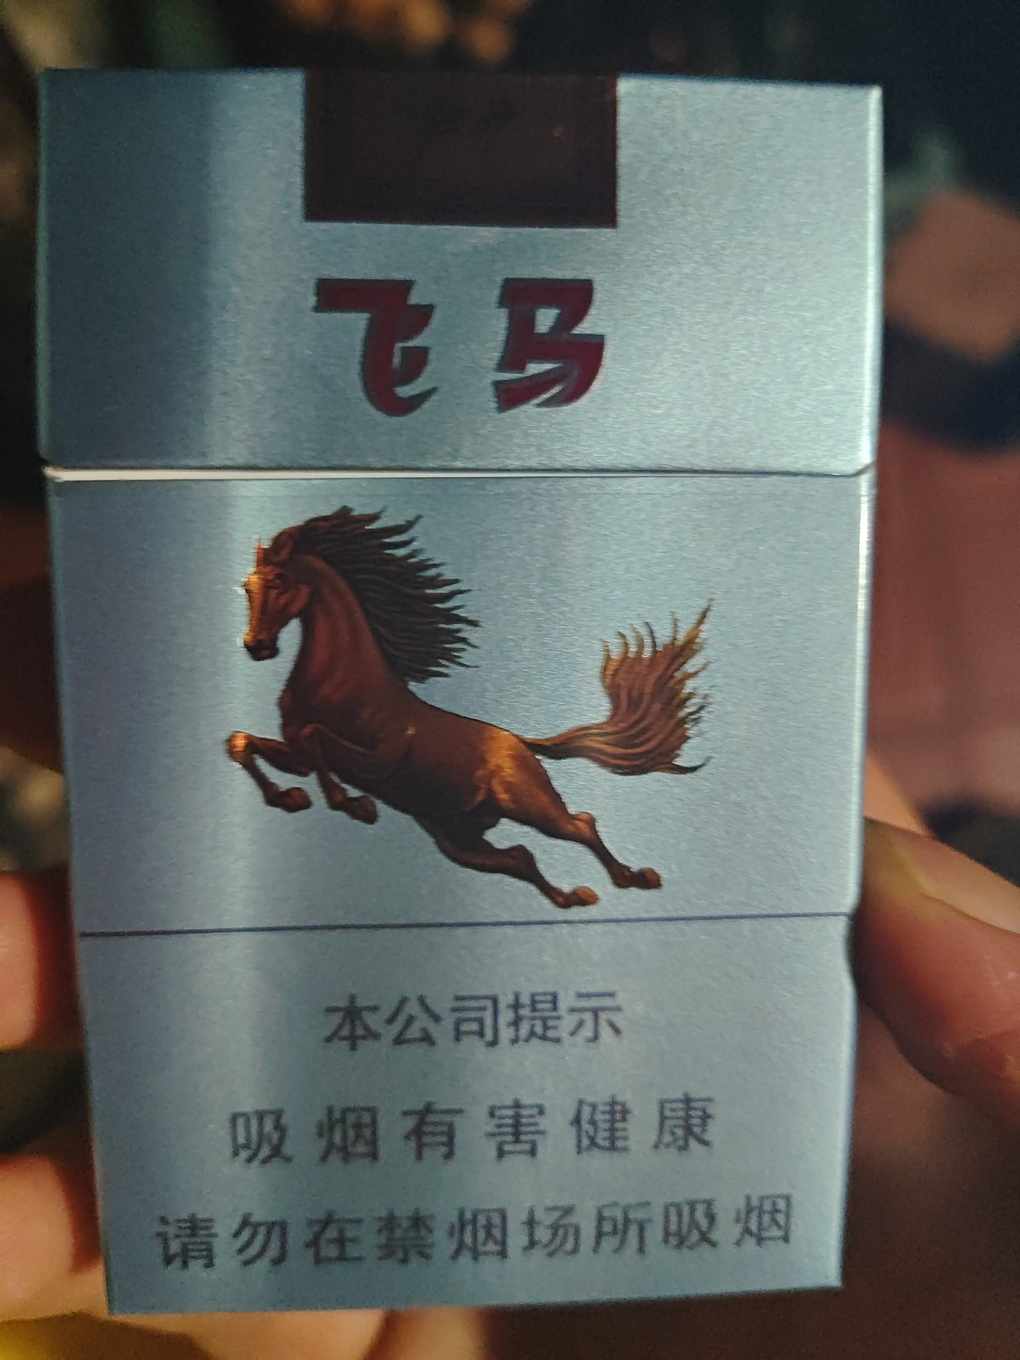 飞马
本公司提示
吸烟有害健康
请勿在禁烟场所吸烟